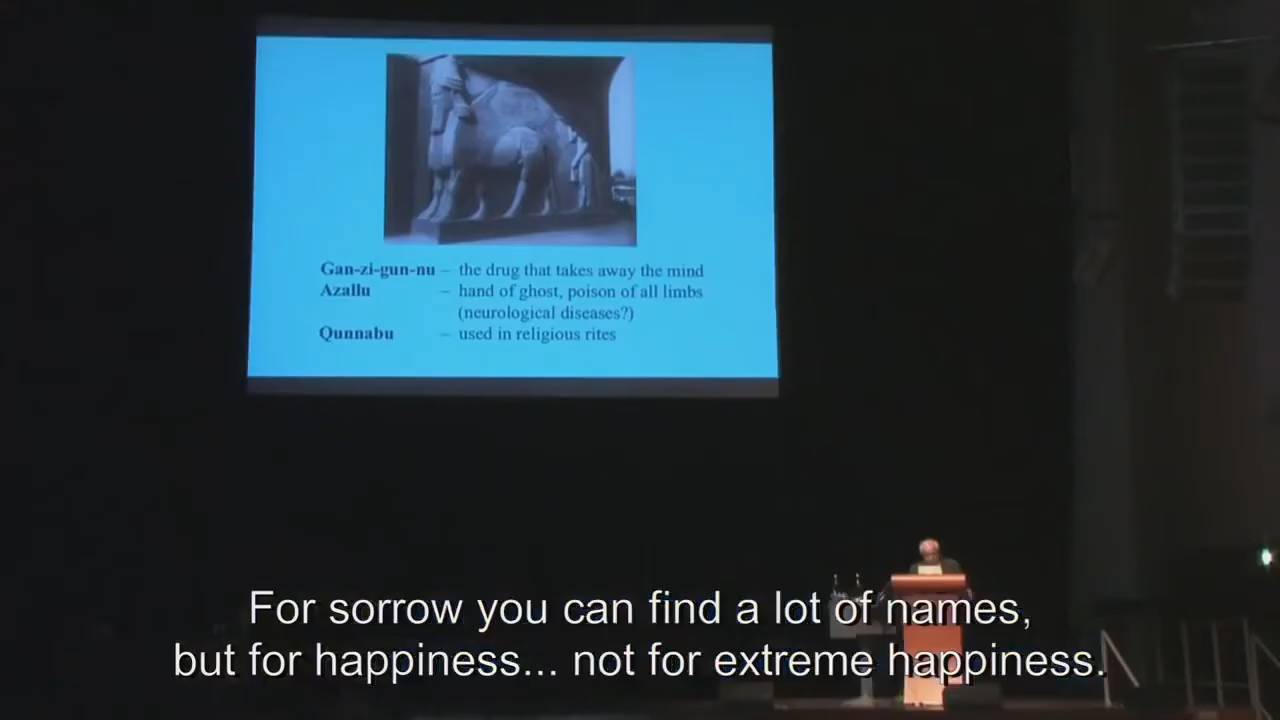 Gan-zi-gun-nu – the drug that takes away the mind
Azallu – hand of ghost, poison of all limbs
(neurological diseases?)
Qunnabu – used in religious rites
For sorrow you can find a lot of names,
but for happiness... not for extreme happiness.